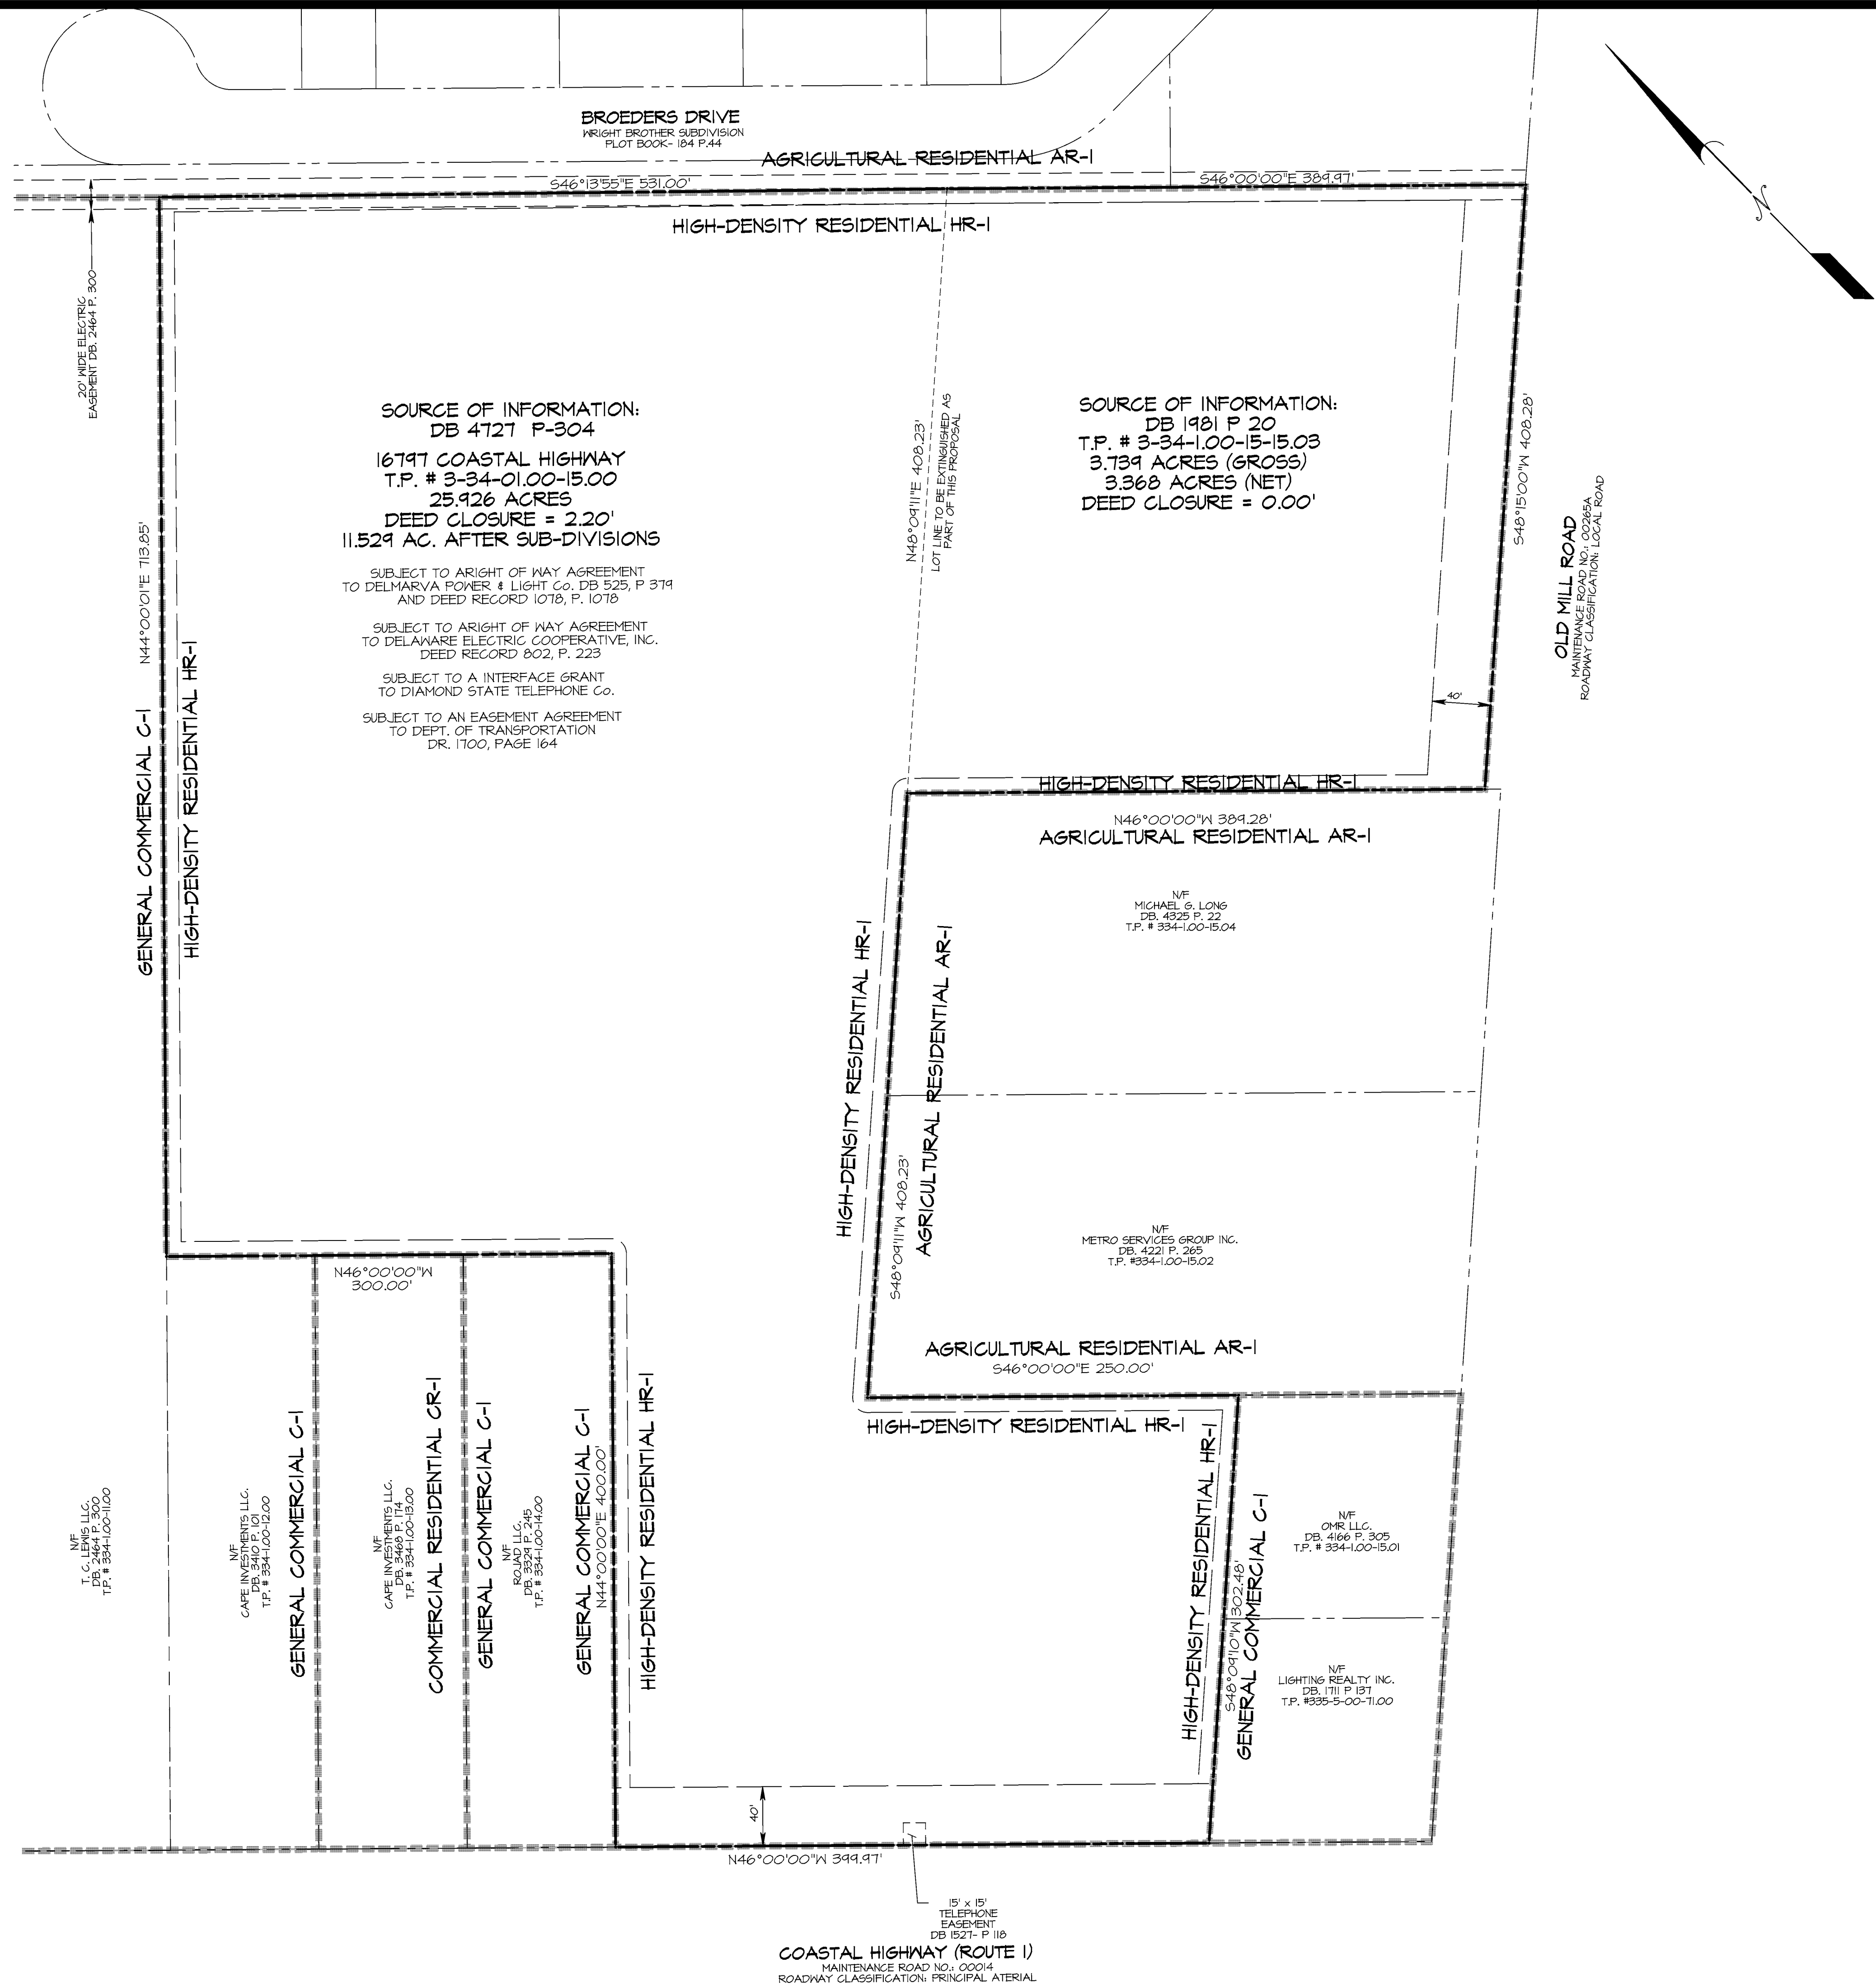 BROEDERS DRIVE
WRIGHT BROTHER SUBDIVISION
PLOT BOOK- 184 P.44
AGRICULTURAL RESIDENTIAL AR-1
S46°13'55"E 531.00'
S46°00'00"E 389.97'
HIGH-DENSITY RESIDENTIAL HR-1
N
20' WIDE ELECTRIC
EASEMENT DB. 2464 P. 300
SOURCE OF INFORMATION:
DB 4727 P-304
16797 COASTAL HIGHWAY
T.P. # 3-34-01.00-15.00
25.926 ACRES
DEED CLOSURE = 2.20'
11.529 AC. AFTER SUB-DIVISIONS
SUBJECT TO ARIGHT OF WAY AGREEMENT
TO DELMARVA POWER & LIGHT Co. DB 525, P 379
AND DEED RECORD 1078, P. 1078
SUBJECT TO ARIGHT OF WAY AGREEMENT
TO DELAWARE ELECTRIC COOPERATIVE, INC.
DEED RECORD 802, P. 223
SUBJECT TO A INTERFACE GRANT
TO DIAMOND STATE TELEPHONE Co.
SUBJECT TO AN EASEMENT AGREEMENT
TO DEPT. OF TRANSPORTATION
DR. 1700, PAGE 164
N48°09'11"E 408.23'
LOT LINE TO BE EXTINGUISHED AS
PART OF THIS PROPOSAL
SOURCE OF INFORMATION:
DB 1981 P 20
T.P. # 3-34-1.00-15-15.03
3.739 ACRES (GROSS)
3.368 ACRES (NET)
DEED CLOSURE = 0.00'
S48°15'00"W 408.28'
OLD MILL ROAD
MAINTENANCE ROAD NO.: 00265A
ROADWAY CLASSIFICATION: LOCAL ROAD
40'
N44°00'01"E 713.85'
GENERAL COMMERCIAL C-1
HIGH-DENSITY RESIDENTIAL HR-1
HIGH-DENSITY RESIDENTIAL HR-1
N46°00'00"W 389.28'
AGRICULTURAL RESIDENTIAL AR-1
N/F
MICHAEL G. LONG
DB. 4325 P. 22
T.P. # 334-1.00-15.04
HIGH-DENSITY RESIDENTIAL HR-1
AGRICULTURAL RESIDENTIAL AR-1
S48°09'11"W 408.23'
N/F
METRO SERVICES GROUP INC.
DB. 4221 P. 265
T.P. #334-1.00-15.02
N46°00'00"W
300.00'
AGRICULTURAL RESIDENTIAL AR-1
S46°00'00"E 250.00'
HIGH-DENSITY RESIDENTIAL HR-1
N/F
T. C. LEWIS LLC.
DB. 2464 P. 300
T.P. # 334-1.00-11.00
N/F
CAPE INVESTMENTS LLC.
DB. 3410 P. 101
T.P. # 334-1.00-12.00
GENERAL COMMERCIAL C-1
N/F
CAPE INVESTMENTS LLC.
DB. 3468 P. 174
T.P. # 334-1.00-13.00
COMMERCIAL RESIDENTIAL CR-1
GENERAL COMMERCIAL C-1
N/F
ROJAD LLC.
DB. 3329 P. 245
T.P. # 334-1.00-14.00
GENERAL COMMERCIAL C-1
N44°00'00"E 400.00'
HIGH-DENSITY RESIDENTIAL HR-1
HIGH-DENSITY RESIDENTIAL HR-1
S48°09'10"W 302.48'
GENERAL COMMERCIAL C-1
N/F
OMR LLC.
DB. 4166 P. 305
T.P. # 334-1.00-15.01
N/F
LIGHTING REALTY INC.
DB. 1711 P 137
T.P. #335-5-00-71.00
40'
N46°00'00"W 399.97'
15' x 15'
TELEPHONE
EASEMENT
DB 1527- P 118
COASTAL HIGHWAY (ROUTE 1)
MAINTENANCE ROAD NO.: 00014
ROADWAY CLASSIFICATION: PRINCIPAL ATERIAL